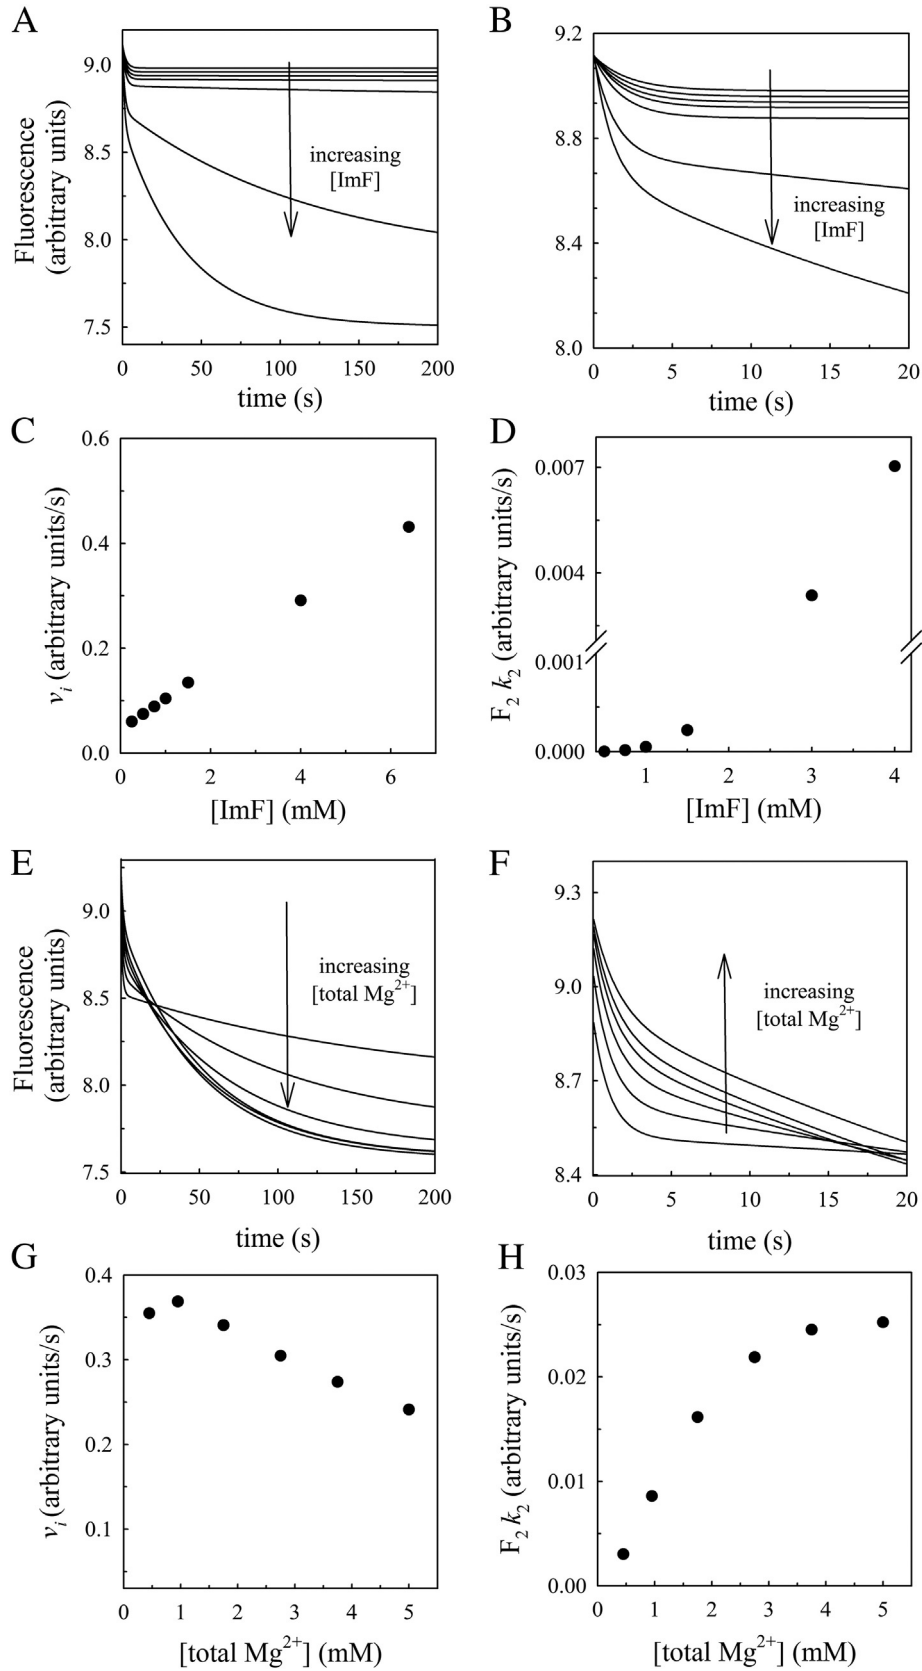 A
9.0
8.5
8.0
7.5
Fluorescence
(arbitrary units)
increasing
[ImF]
0 50 100 150 200
time (s)
B
9.2
8.8
8.4
8.0
increasing
[ImF]
0 5 10 15 20
time (s)
C
0.6
0.4
0.2
0.0
vᵢ (arbitrary units/s)
0 2 4 6
[ImF] (mM)
D
0.007
0.004
0.001
0.000
F₂ k₂ (arbitrary units/s)
1 2 3 4
[ImF] (mM)
E
9.0
8.5
8.0
7.5
Fluorescence
(arbitrary units)
increasing
[total Mg²⁺]
0 50 100 150 200
time (s)
F
9.3
9.0
8.7
8.4
increasing
[total Mg²⁺]
0 5 10 15 20
time (s)
G
0.4
0.3
0.2
0.1
vᵢ (arbitrary units/s)
0 1 2 3 4 5
[total Mg²⁺] (mM)
H
0.03
0.02
0.01
0.00
F₂ k₂ (arbitrary units/s)
0 1 2 3 4 5
[total Mg²⁺] (mM)